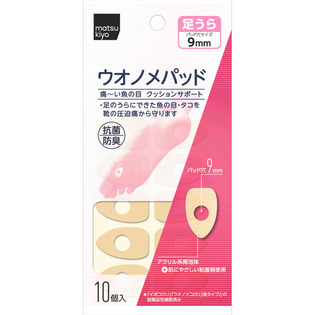 matsu
kiyo
足うら
パッド穴サイズ
9mm
ウオノメパッド
痛〜い魚の目 クッションサポート
・足のうらにできた魚の目・タコを
靴の圧迫痛から守ります
抗菌
防臭
パッド穴 9mm
アクリル系発泡体
+肌にやさしい粘着剤使用
10個入